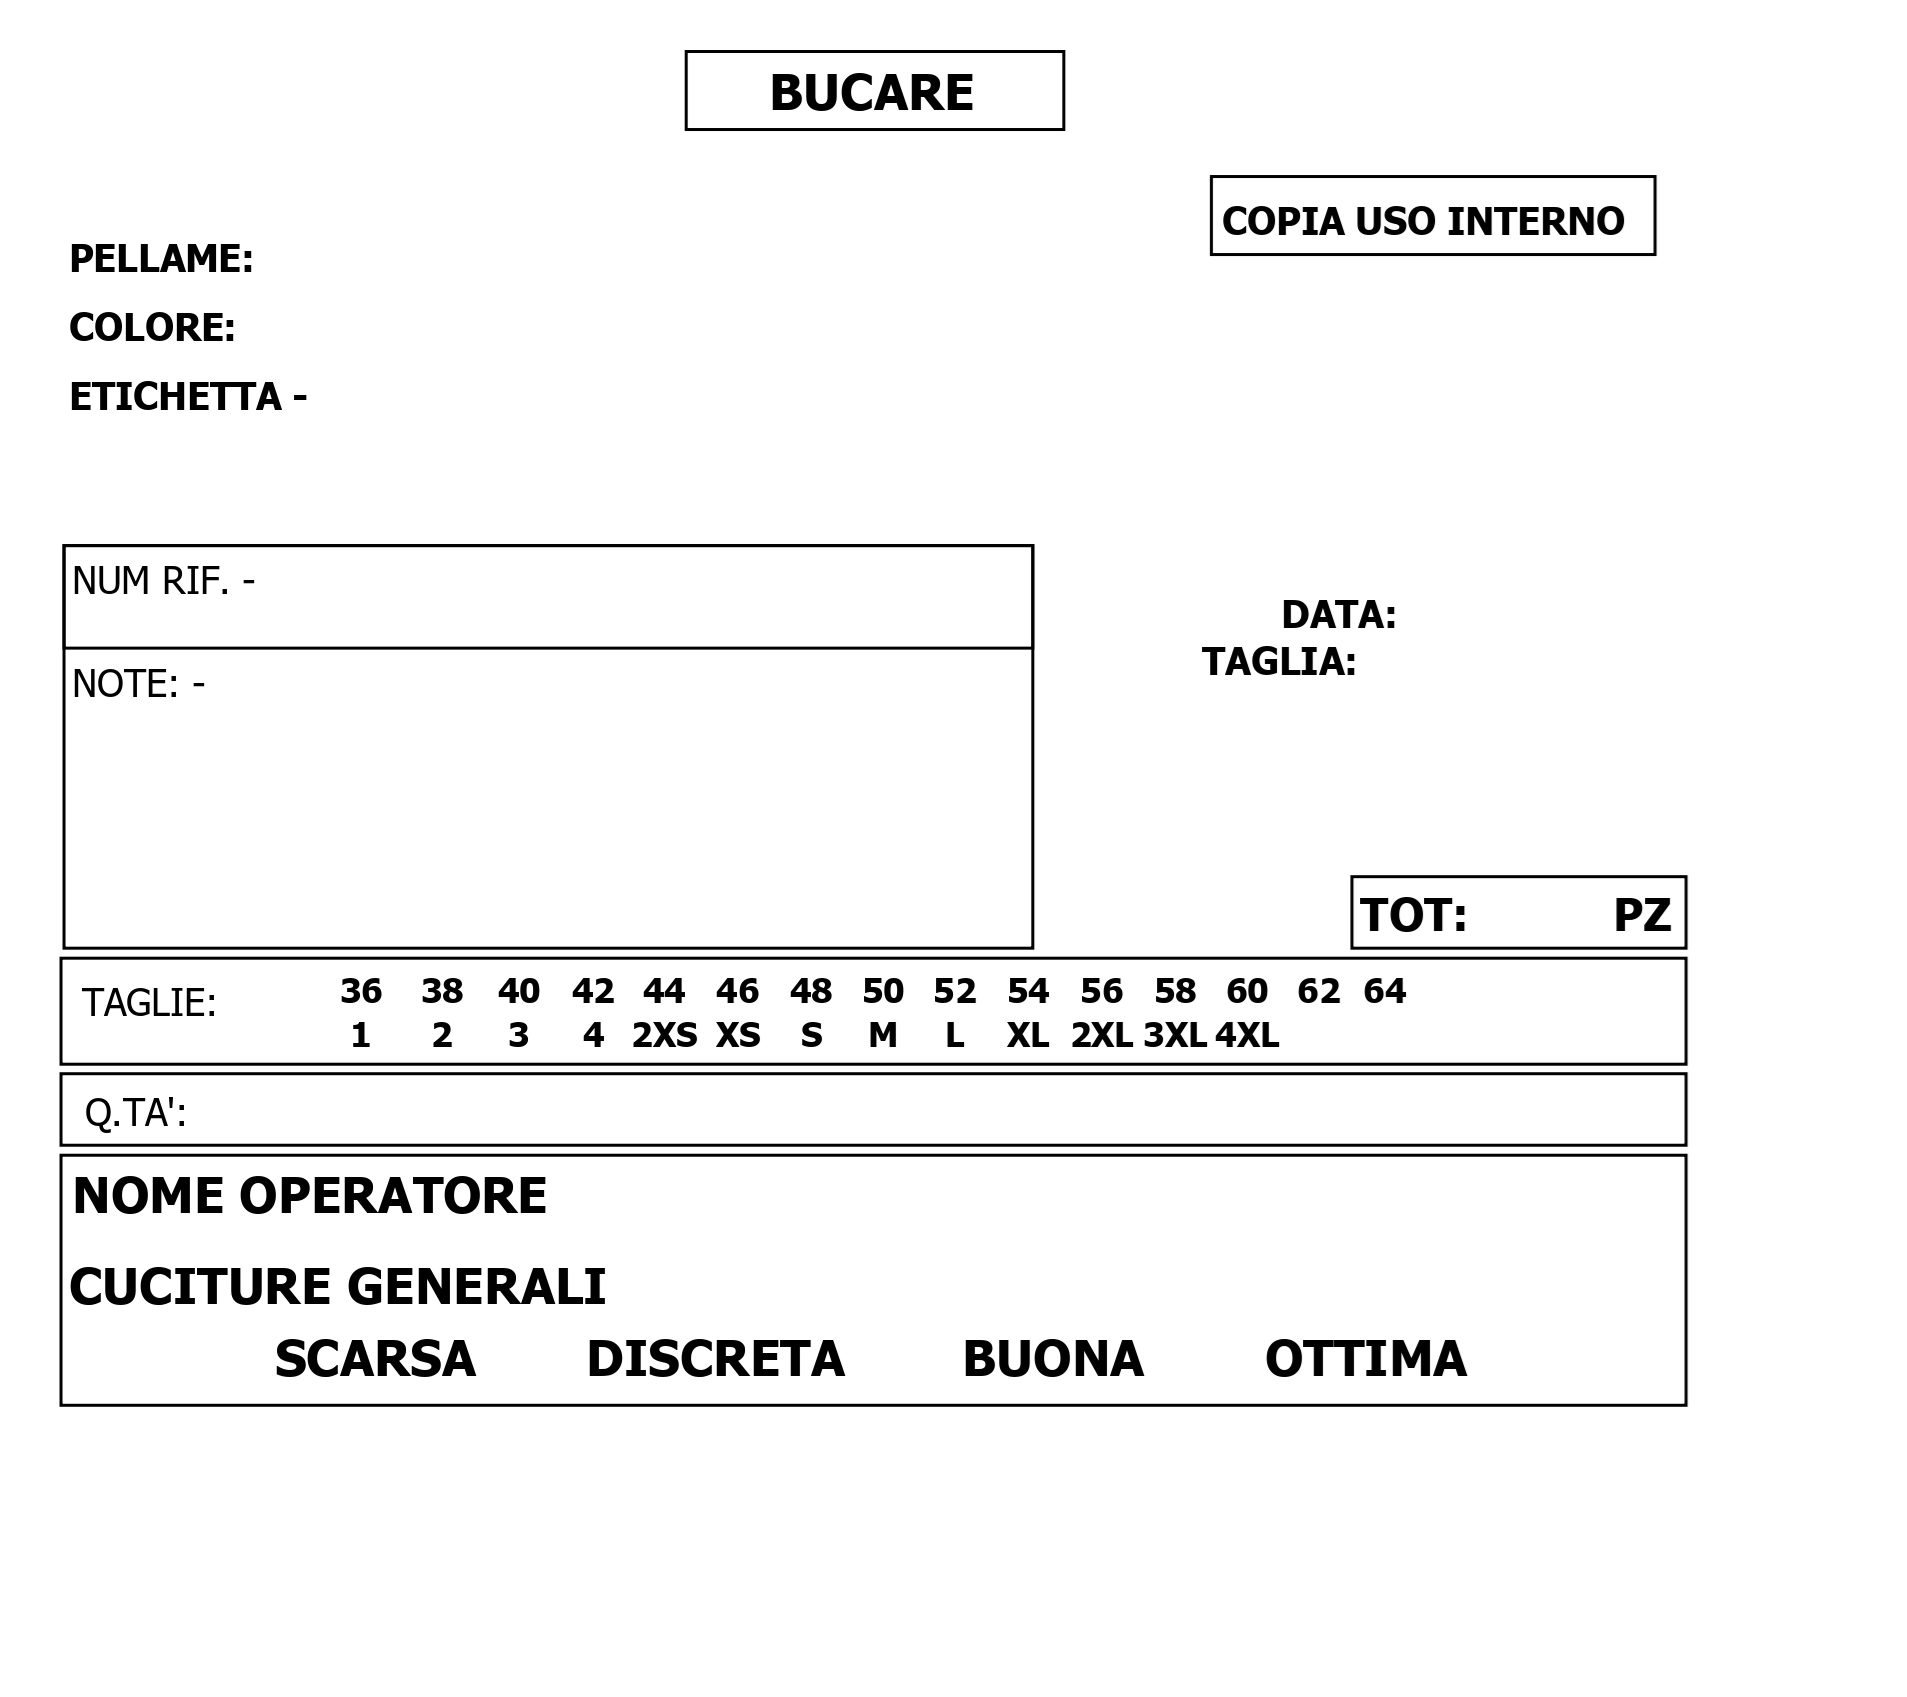 BUCARE
COPIA USO INTERNO
PELLAME:
COLORE:
ETICHETTA -
NUM RIF. -
DATA:
TAGLIA:
NOTE: -
TOT: PZ
TAGLIE: 36 38 40 42 44 46 48 50 52 54 56 58 60 62 64
1 2 3 4 2XS XS S M L XL 2XL 3XL 4XL
Q.TA':
NOME OPERATORE
CUCITURE GENERALI
SCARSA DISCRETA BUONA OTTIMA